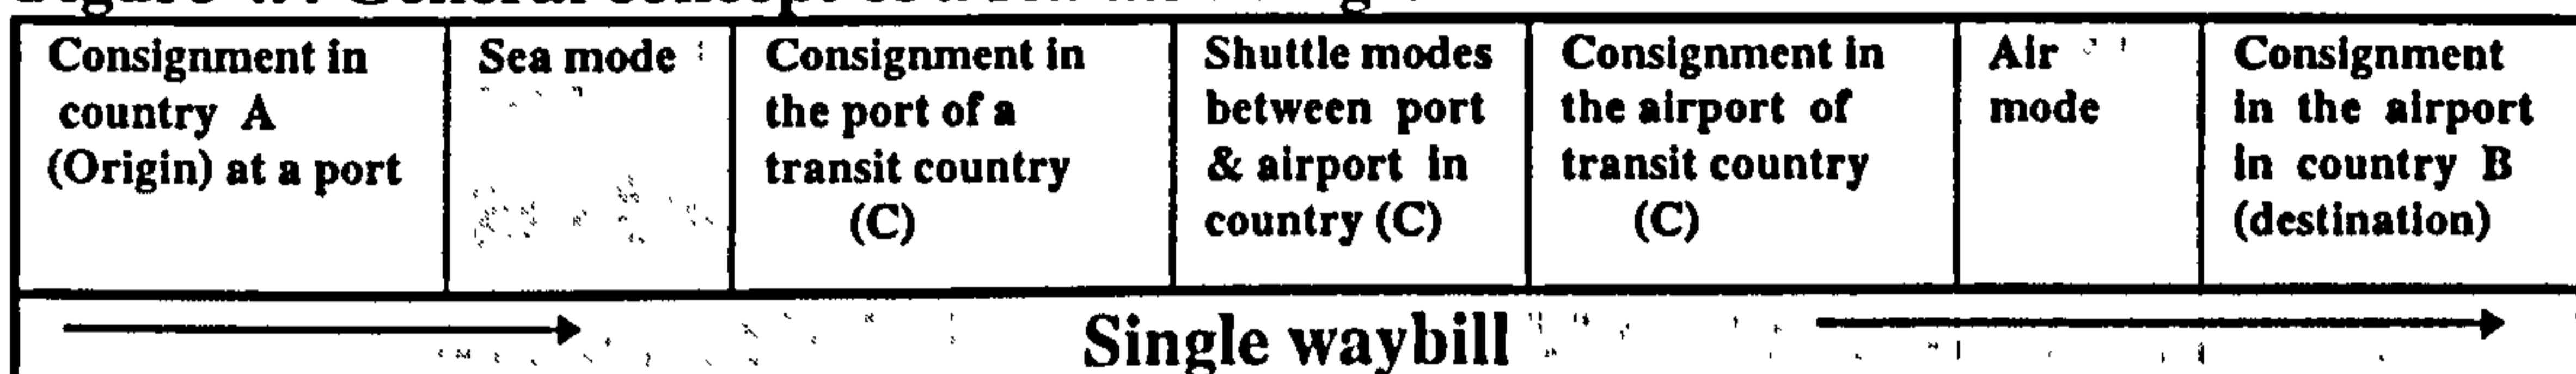 Consignment in
country A
(Origin) at a port
Sea mode
Consignment in
the port of a
transit country
(C)
Shuttle modes
between port
& airport in
country (C)
Consignment in
the airport of
transit country
(C)
Air
mode
Consignment
in the airport
in country B
(destination)
Single waybill